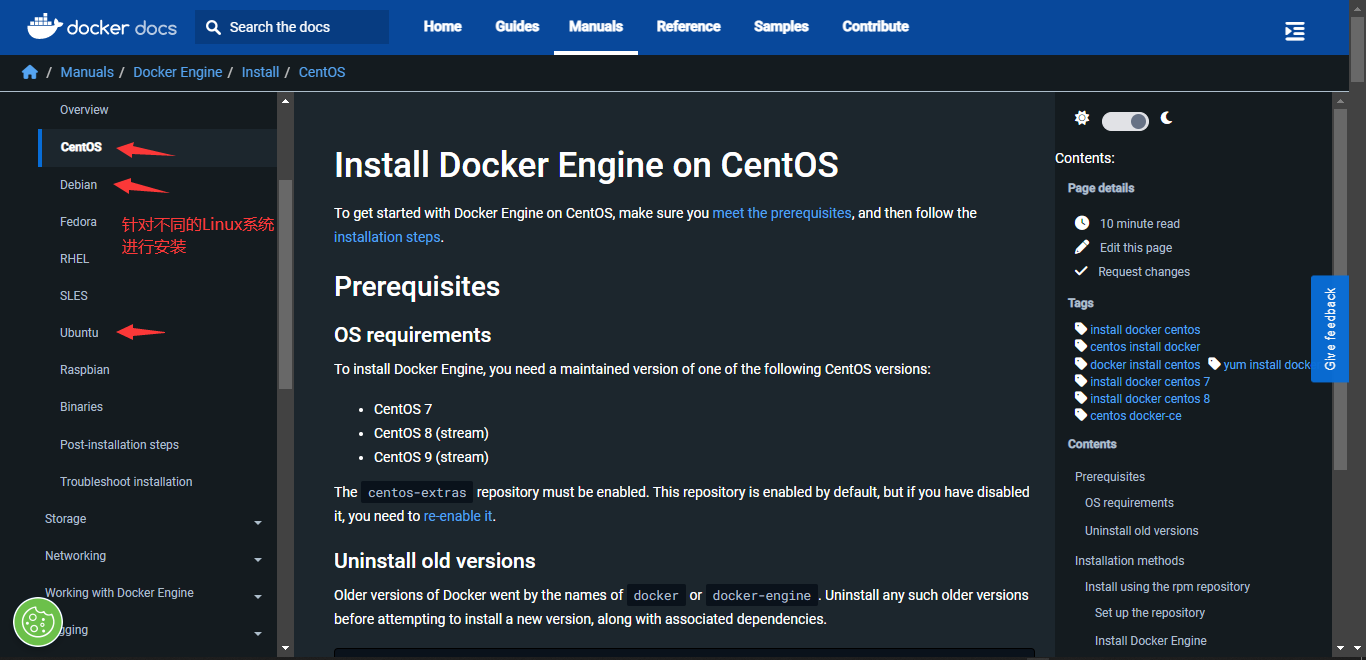 docker docs
Search the docs
Home
Guides
Manuals
Reference
Samples
Contribute
/ Manuals / Docker Engine / Install / CentOS
Overview
CentOS
Debian
Fedora
针对不同的Linux系统
进行安装
RHEL
SLES
Ubuntu
Raspbian
Binaries
Post-installation steps
Troubleshoot installation
Storage
Networking
Working with Docker Engine
gging
Install Docker Engine on CentOS
To get started with Docker Engine on CentOS, make sure you meet the prerequisites, and then follow the
installation steps.
Prerequisites
OS requirements
To install Docker Engine, you need a maintained version of one of the following CentOS versions:
• CentOS 7
• CentOS 8 (stream)
• CentOS 9 (stream)
The centos-extras repository must be enabled. This repository is enabled by default, but if you have disabled
it, you need to re-enable it.
Uninstall old versions
Older versions of Docker went by the names of docker or docker-engine. Uninstall any such older versions
before attempting to install a new version, along with associated dependencies.
Contents:
Page details
10 minute read
Edit this page
Request changes
Tags
install docker centos
centos install docker
docker install centos yum install dock
install docker centos 7
install docker centos 8
centos docker-ce
Contents
Prerequisites
OS requirements
Uninstall old versions
Installation methods
Install using the rpm repository
Set up the repository
Install Docker Engine
Give feedback